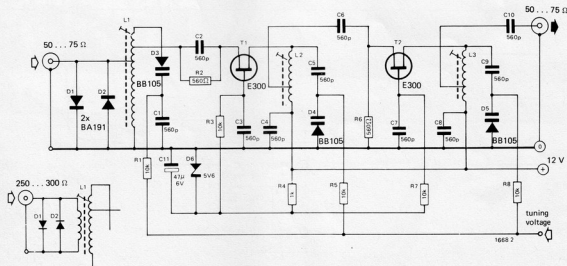 50 ... 75 Ω
L1
C2
560p
R2
560Ω
D3
BB105
D1
D2
2x
BA191
C1
560p
T1
E300
R3
10k
C3
560p
C4
560p
L2
C6
560p
C5
560p
D4
BB105
R6
560Ω
T2
E300
C7
560p
C8
560p
L3
C10
560p
50 ... 75 Ω
C9
560p
D5
BB105
0
+
12 V
R1
10k
C11
47µ
6V
D6
5V6
R4
1k
R5
10k
R7
10k
R8
10k
tuning
voltage
1668 2
250 ... 300 Ω
L1
D1
D2